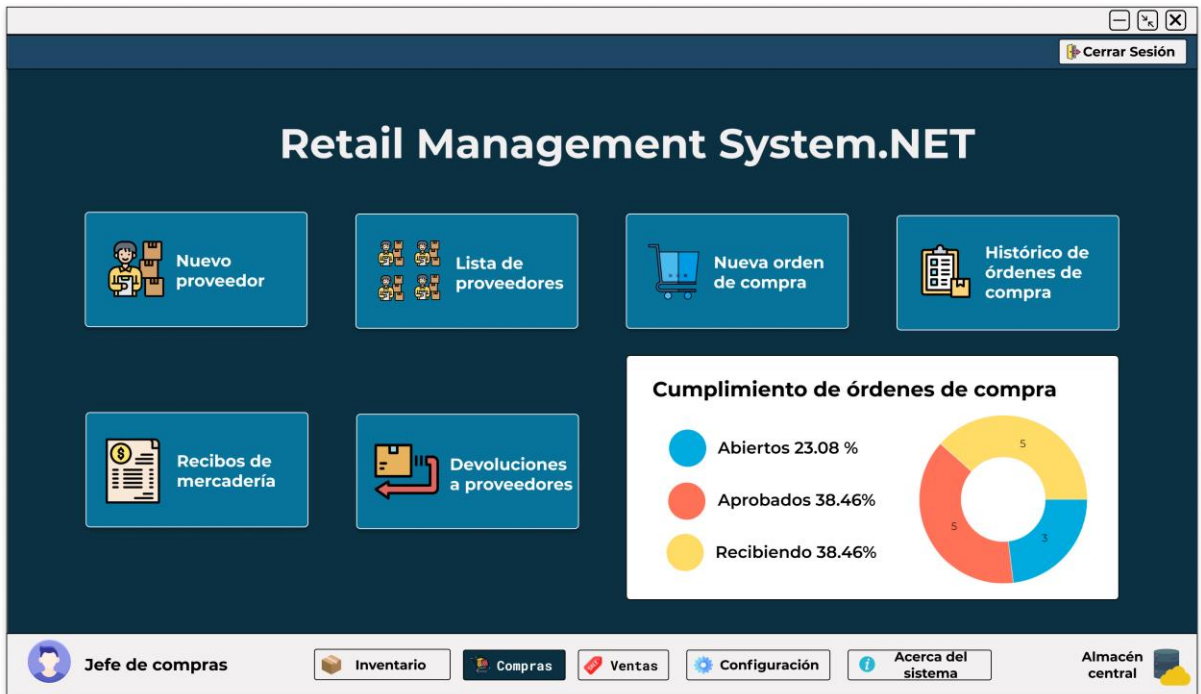 Cerrar Sesión
Retail Management System.NET
Nuevo
proveedor
Lista de
proveedores
Nueva orden
de compra
Histórico de
órdenes de
compra
Recibos de
mercadería
Devoluciones
a proveedores
Cumplimiento de órdenes de compra
Abiertos 23.08 %
Aprobados 38.46%
Recibiendo 38.46%
5
5
3
Jefe de compras
Inventario
Compras
Ventas
Configuración
Acerca del
sistema
Almacén
central